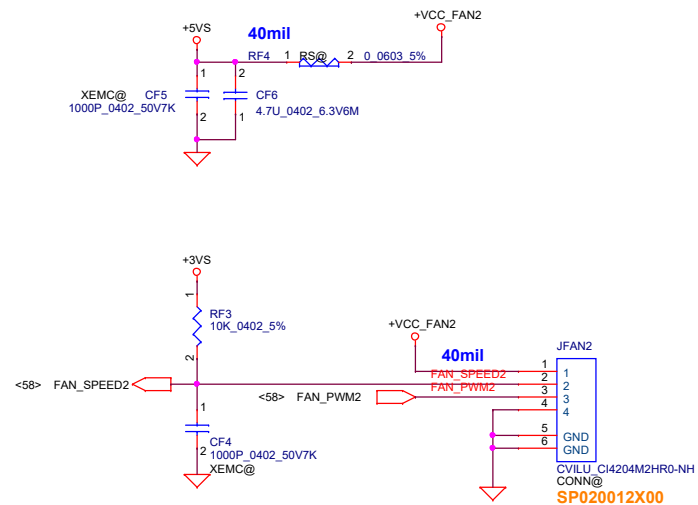 +VCC_FAN2
+5VS
40mil
RF4 1 RS@ 2 0_0603_5%
1
2
XEMC@ CF5
1000P_0402_50V7K
CF6
4.7U_0402_6.3V6M
2
1
+3VS
1
RF3
10K_0402_5%
2
+VCC_FAN2
40mil
JFAN2
<58> FAN_SPEED2
FAN_SPEED2
<58> FAN_PWM2
FAN_PWM2
1 1
2 2
3 3
4 4
5 GND
6 GND
1
CF4
2 1000P_0402_50V7K
XEMC@
CVILU_CI4204M2HR0-NH
CONN@
SP020012X00